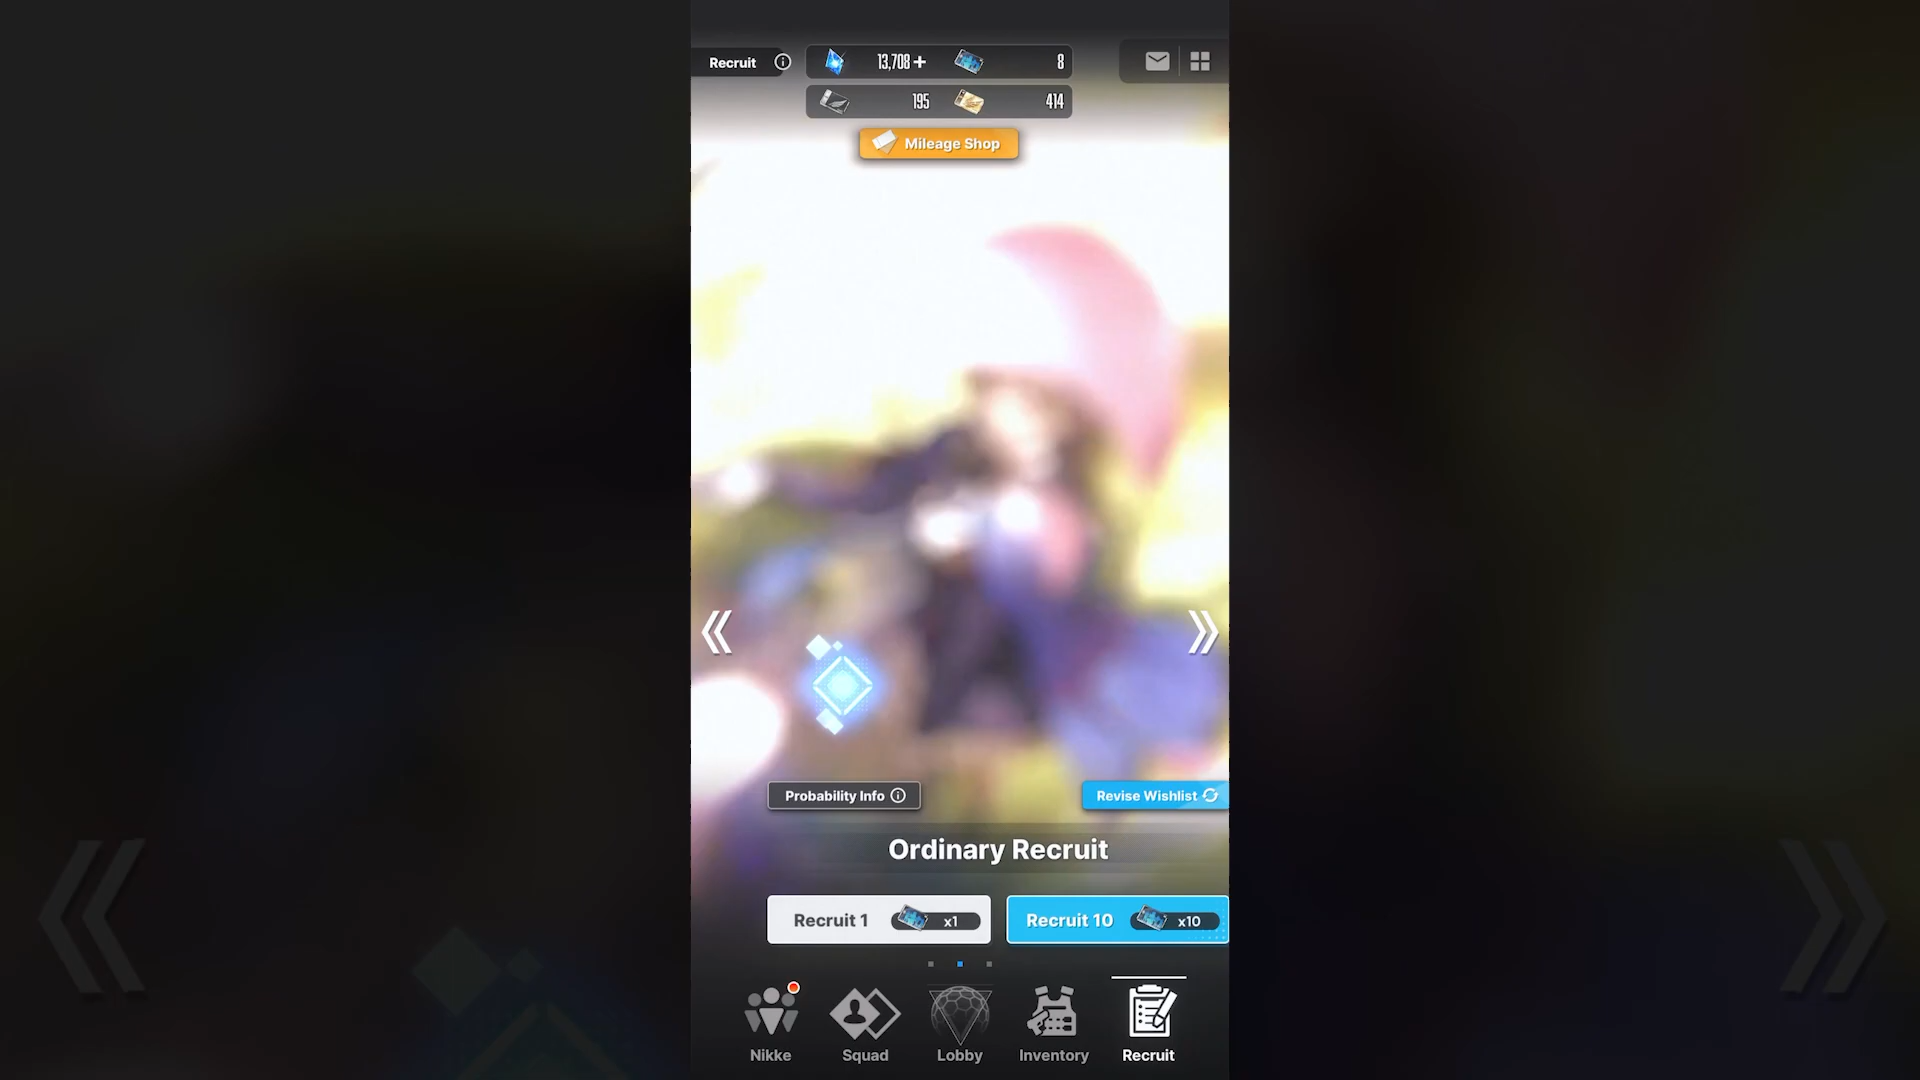 Recruit
13,708 +
8
195
414
Mileage Shop
Probability Info
Revise Wishlist
Ordinary Recruit
Recruit 1 x1
Recruit 10 x10
Nikke
Squad
Lobby
Inventory
Recruit